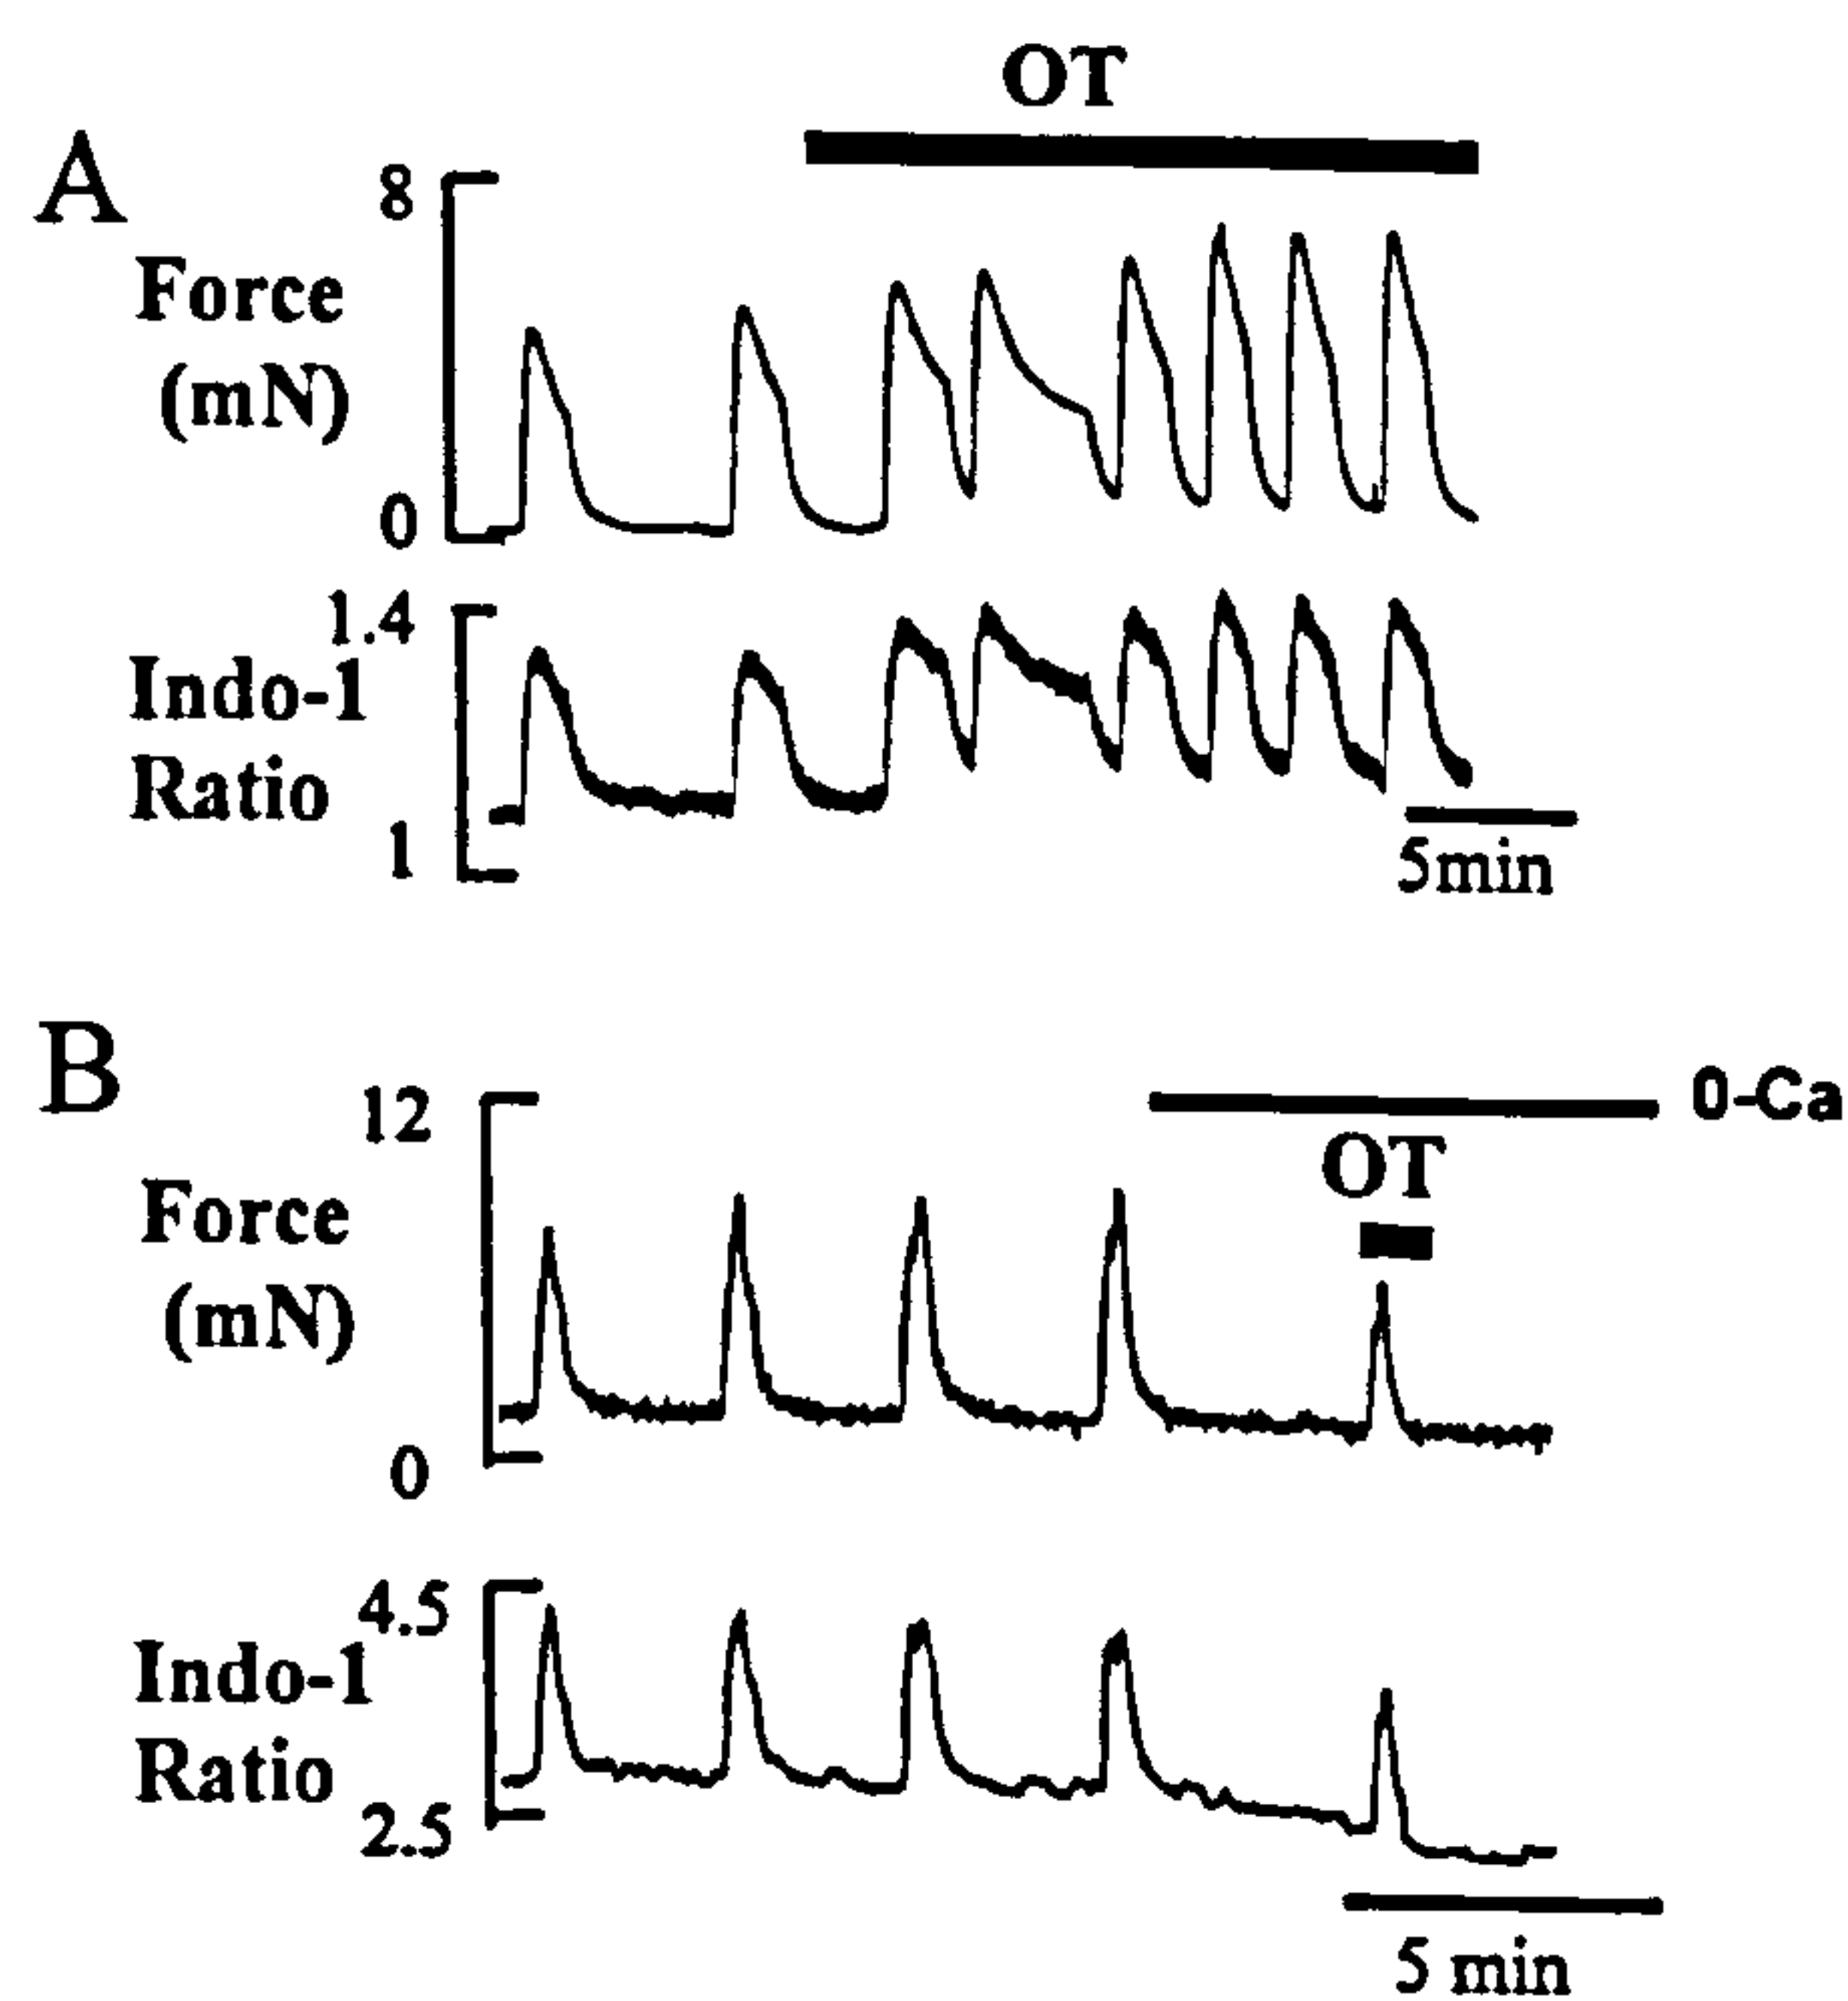 OT
A
8
Force
(mN)
0
1.4
Indo-1
Ratio
1
5min
B
12
0-Ca
OT
Force
(mN)
0
4.5
Indo-1
Ratio
2.5
5 min